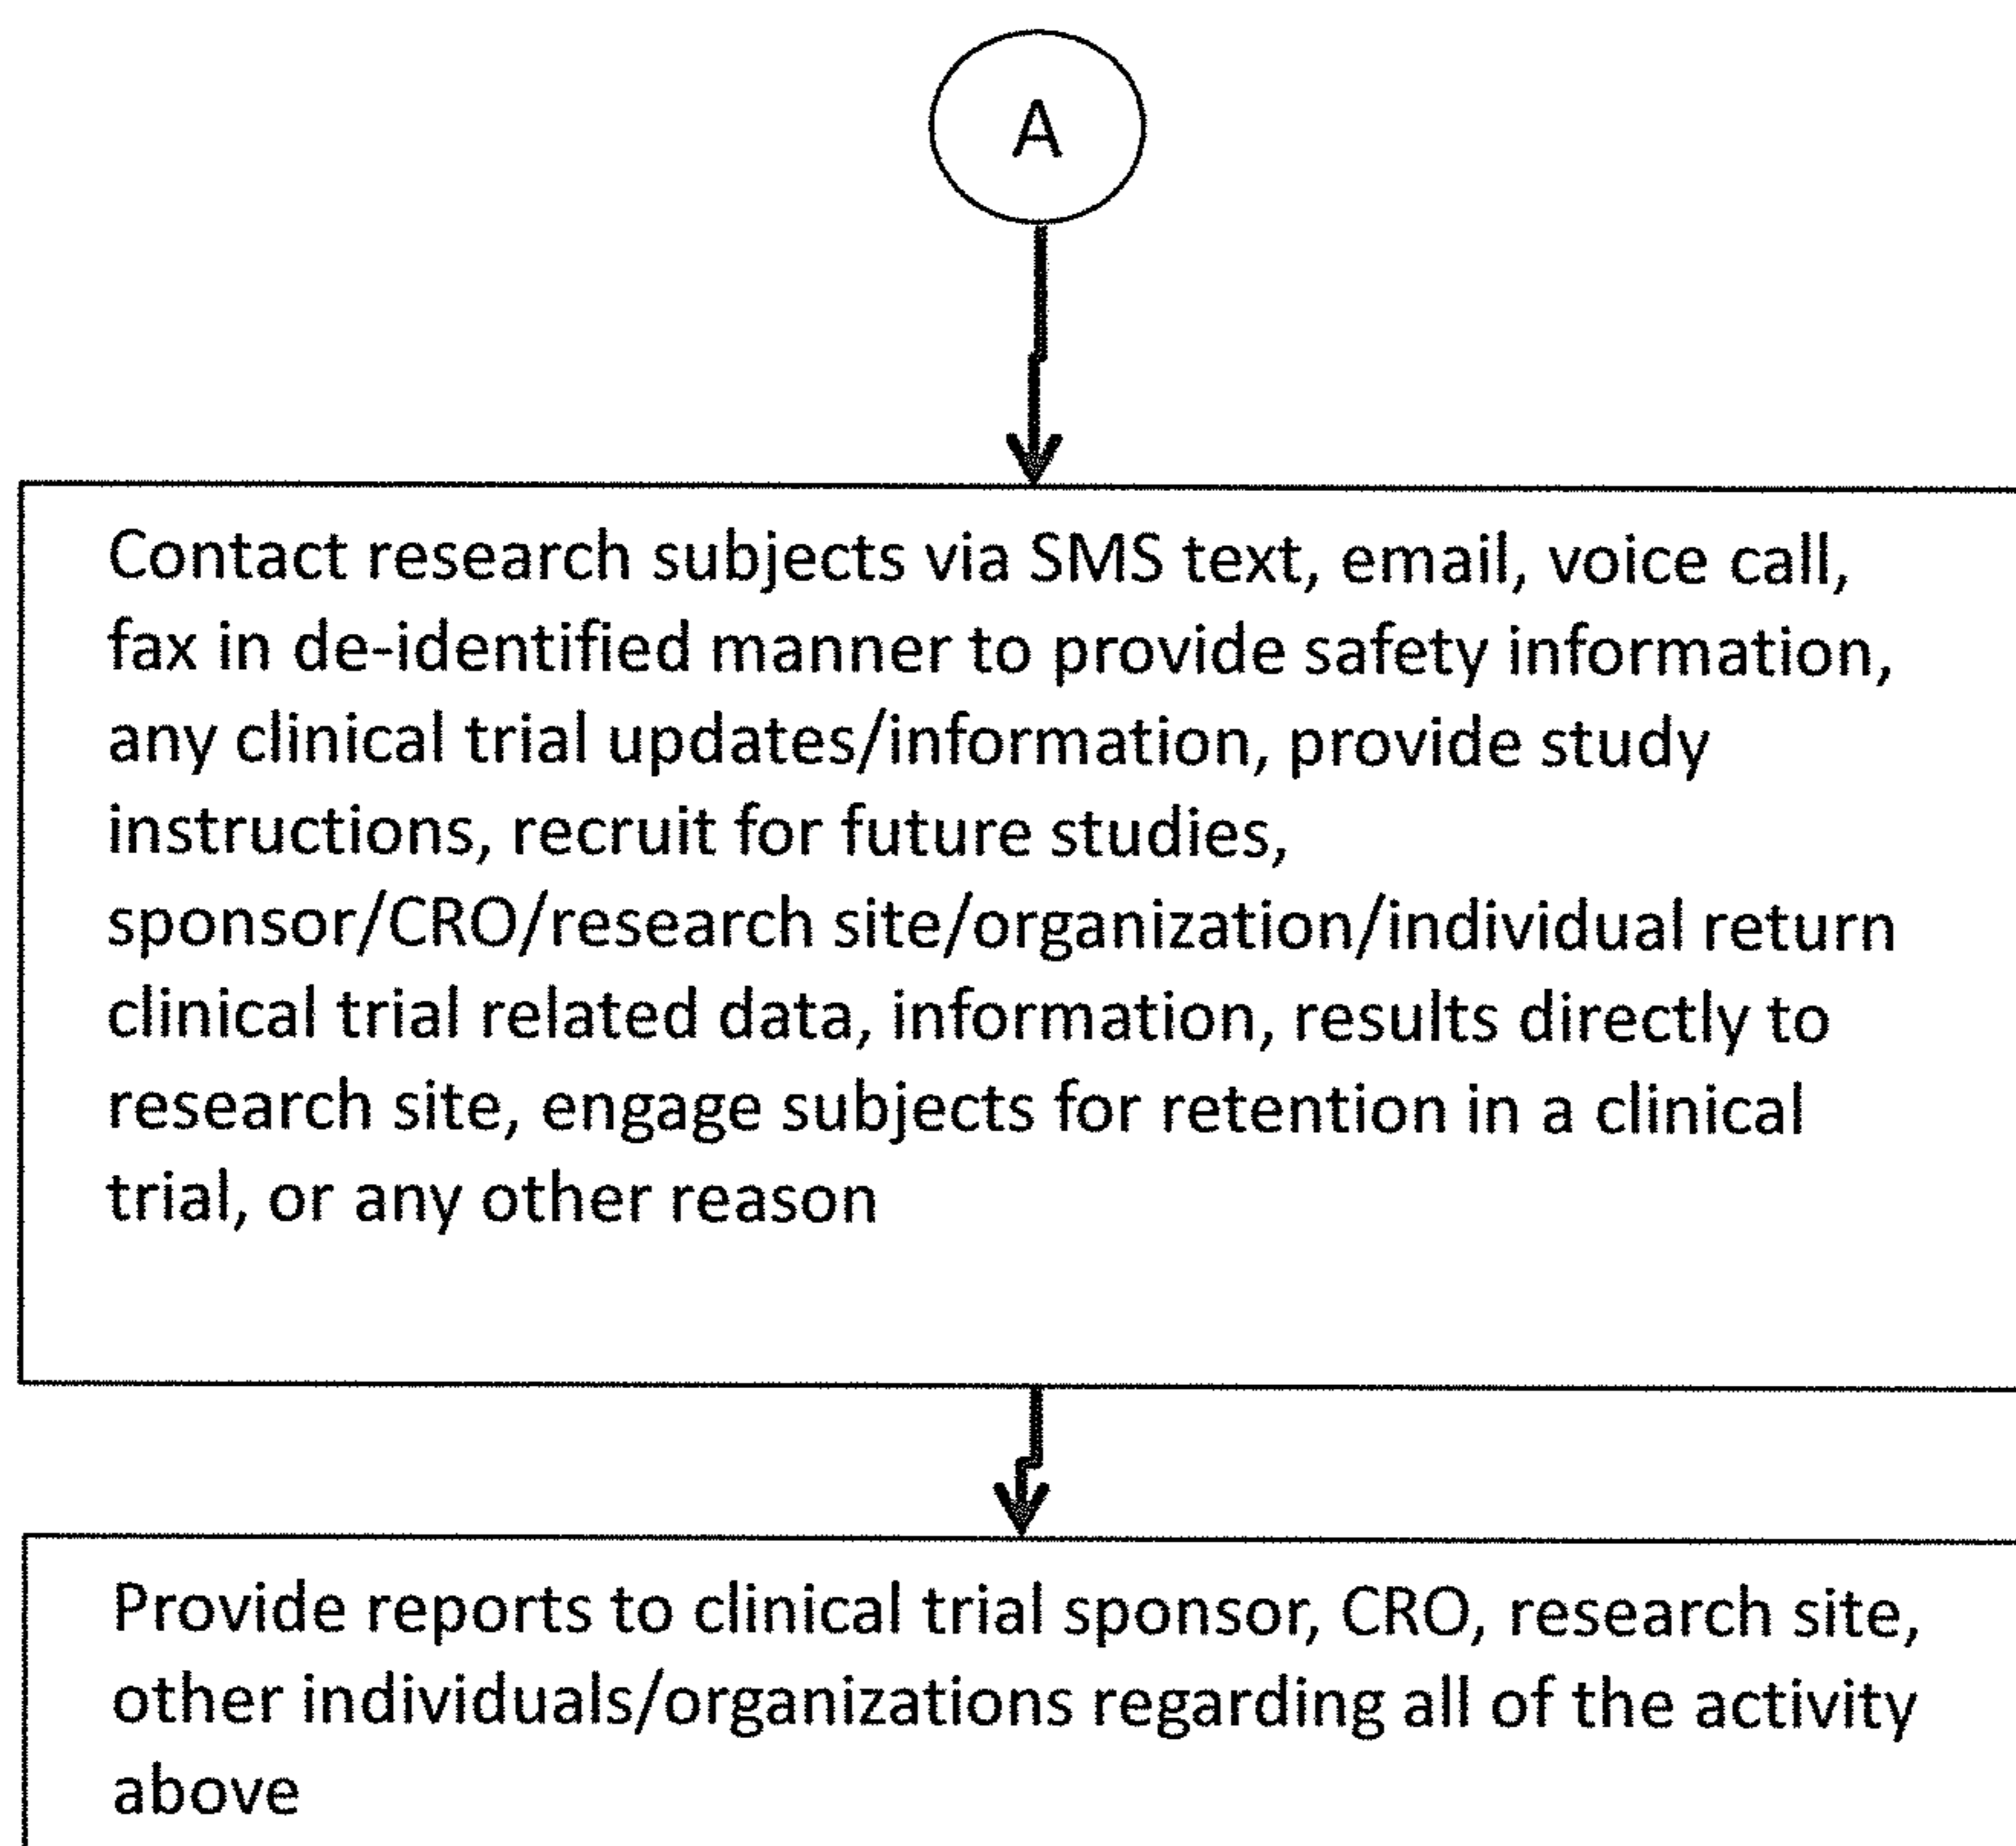 A
Contact research subjects via SMS text, email, voice call,
fax in de-identified manner to provide safety information,
any clinical trial updates/information, provide study
instructions, recruit for future studies,
sponsor/CRO/research site/organization/individual return
clinical trial related data, information, results directly to
research site, engage subjects for retention in a clinical
trial, or any other reason
Provide reports to clinical trial sponsor, CRO, research site,
other individuals/organizations regarding all of the activity
above